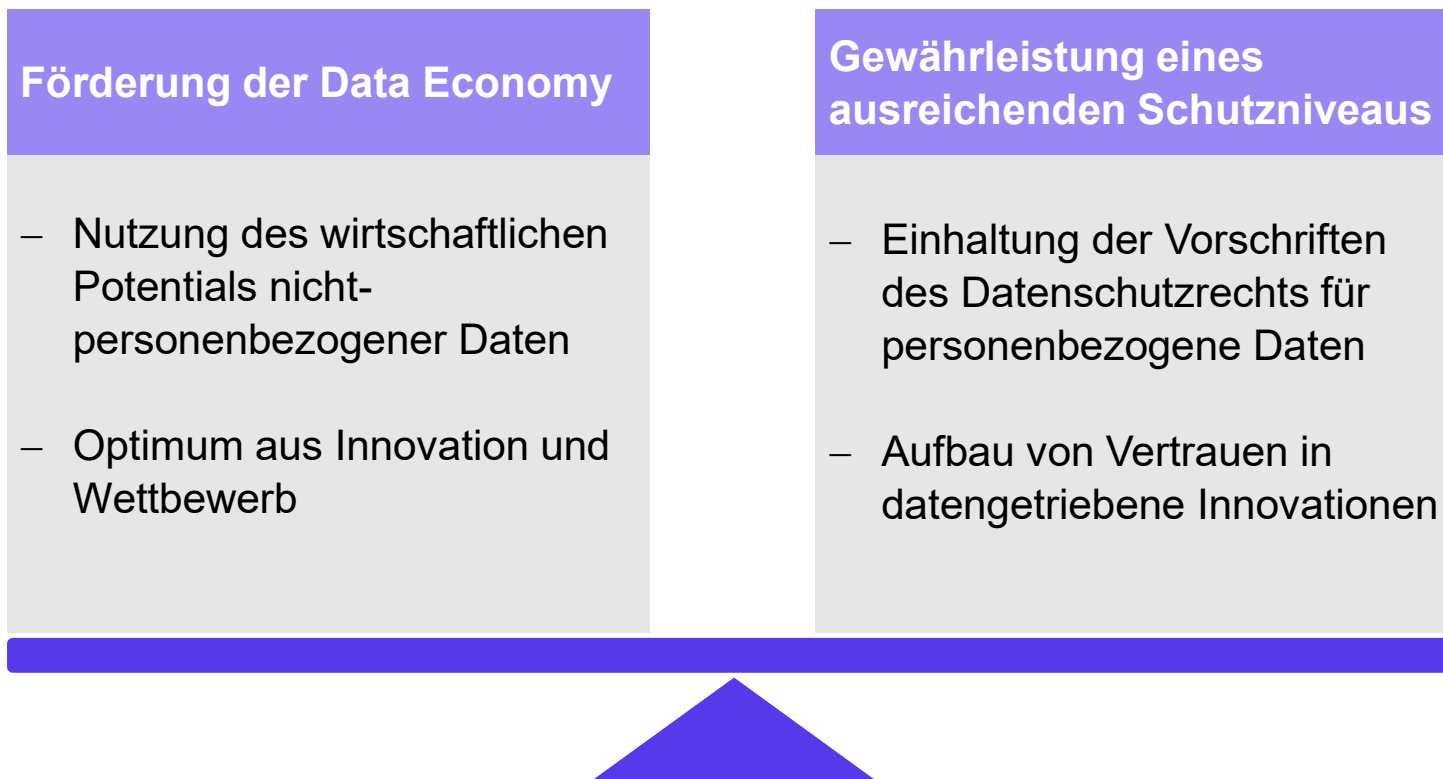 Förderung der Data Economy
– Nutzung des wirtschaftlichen
Potentials nicht-
personenbezogener Daten
– Optimum aus Innovation und
Wettbewerb
Gewährleistung eines
ausreichenden Schutzniveaus
– Einhaltung der Vorschriften
des Datenschutzrechts für
personenbezogene Daten
– Aufbau von Vertrauen in
datengetriebene Innovationen